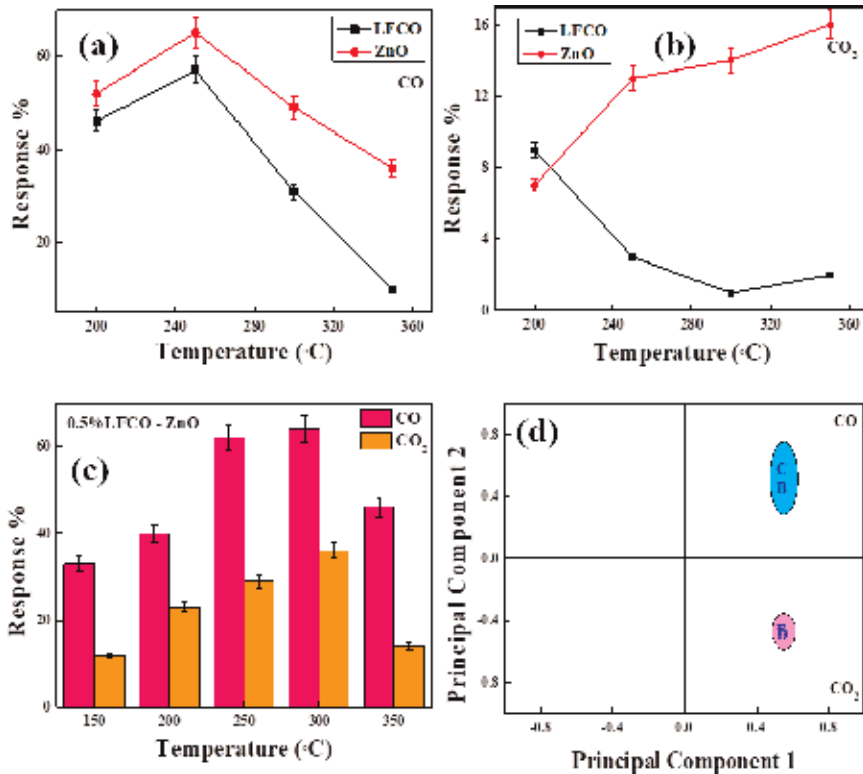 (a)
LFCO
ZnO
CO
60
40
20
Response %
200 240 280 320 360
Temperature (◦C)
(b)
LFCO
ZnO
CO2
16
12
8
4
0
Response %
200 240 280 320 360
Temperature (◦C)
0.5%LFCO - ZnO
CO
CO2
(c)
60
40
20
0
Response %
150 200 250 300 350
Temperature (◦C)
(d)
CO
0.8
0.4
0.0
-0.4
-0.8
Principal Component 2
C
CO2
-0.8 -0.4 0.0 0.4 0.8
Principal Component 1